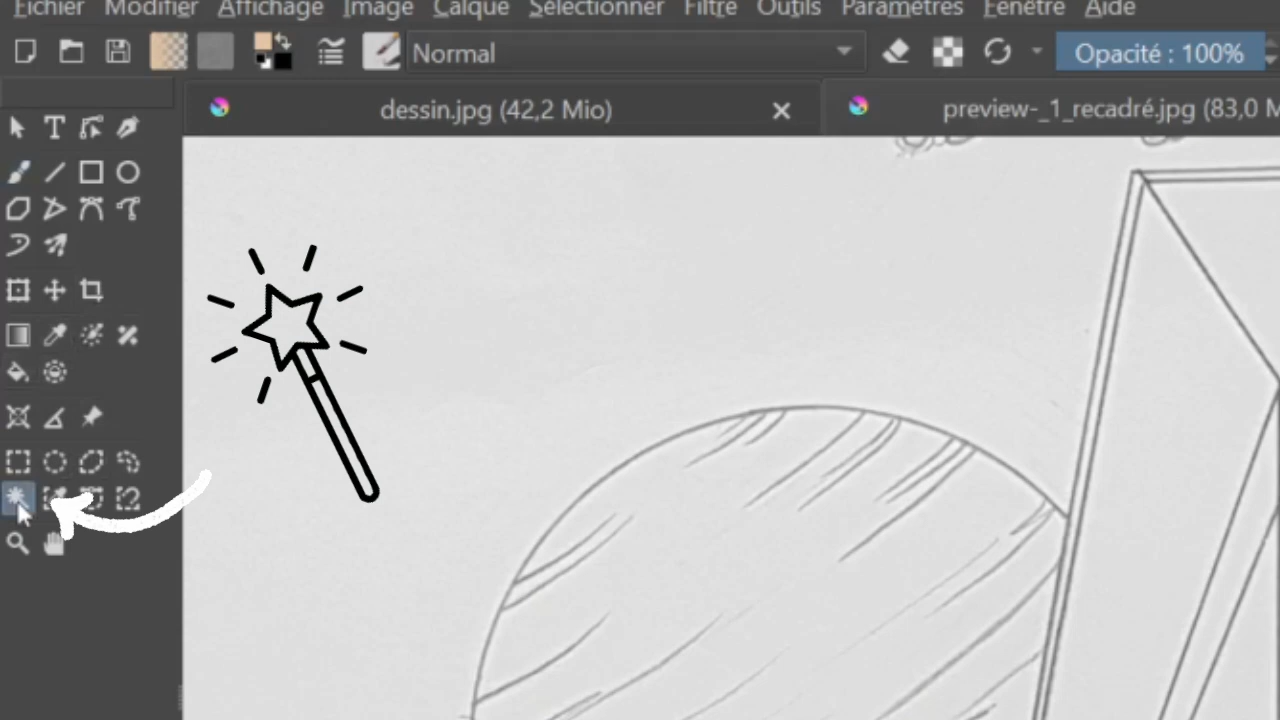 Fichier Modifier Affichage Image Calque Sélectionner Filtre Outils Paramètres Fenêtre Aide
Normal Opacité : 100%
dessin.jpg (42,2 Mio) preview-_1_recadré.jpg (83,0 M